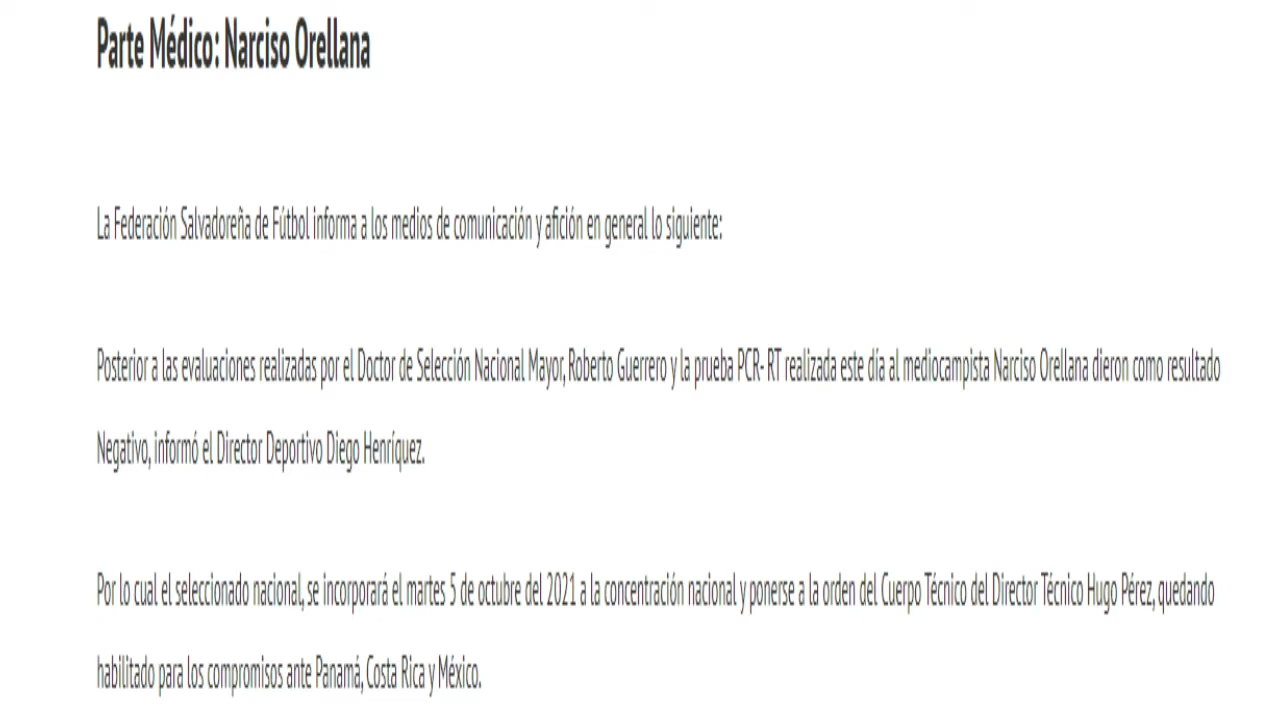 Parte Médico: Narciso Orellana
La Federación Salvadoreña de Fútbol informa a los medios de comunicación y afición en general lo siguiente:
Posterior a las evaluaciones realizadas por el Doctor de Selección Nacional Mayor, Roberto Guerrero y la prueba PCR- RT realizada este día al mediocampista Narciso Orellana dieron como resultado
Negativo, informó el Director Deportivo Diego Henríquez.
Por lo cual el seleccionado nacional, se incorporará el martes 5 de octubre del 2021 a la concentración nacional y ponerse a la orden del Cuerpo Técnico del Director Técnico Hugo Pérez, quedando
habilitado para los compromisos ante Panamá, Costa Rica y México.